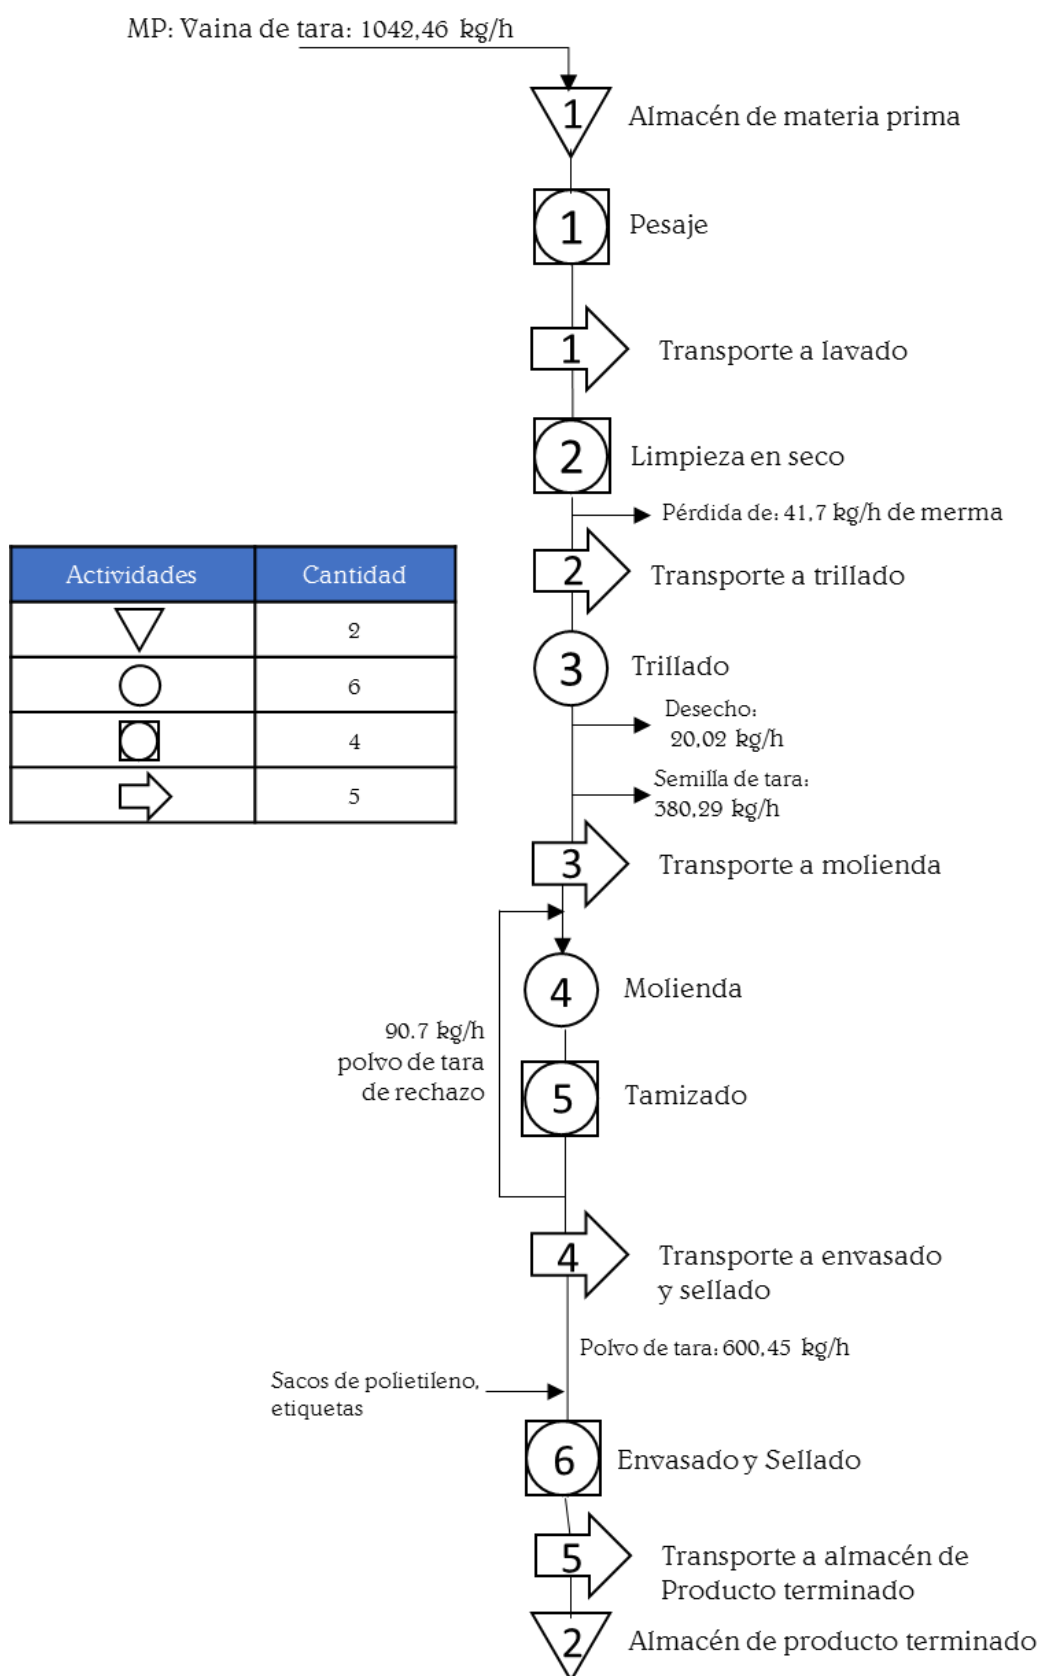 MP: Vaina de tara: 1042,46 kg/h
1
Almacén de materia prima
1
Pesaje
1
Transporte a lavado
2
Limpieza en seco
Pérdida de: 41,7 kg/h de merma
2
Transporte a trillado
Actividades
Cantidad
2
6
4
5
3
Trillado
Desecho:
20,02 kg/h
Semilla de tara:
380,29 kg/h
3
Transporte a molienda
4
Molienda
90.7 kg/h
polvo de tara
de rechazo
5
Tamizado
4
Transporte a envasado
y sellado
Polvo de tara: 600,45 kg/h
Sacos de polietileno,
etiquetas
6
Envasado y Sellado
5
Transporte a almacén de
Producto terminado
2
Almacén de producto terminado